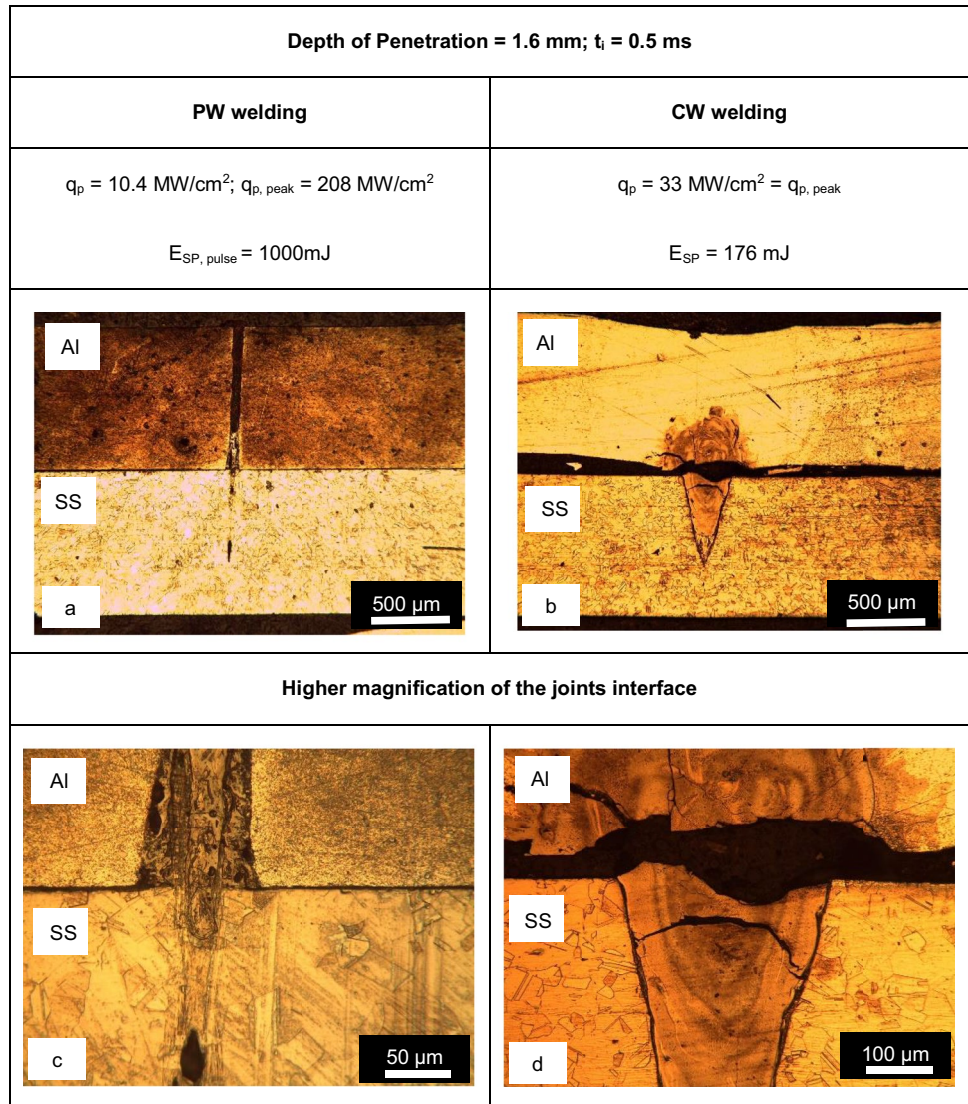 Depth of Penetration = 1.6 mm; tᵢ = 0.5 ms
PW welding
CW welding
qₚ = 10.4 MW/cm²; qₚ, ₚₑₐₖ = 208 MW/cm²
E_SP, pulse = 1000mJ
qₚ = 33 MW/cm² = qₚ, ₚₑₐₖ
E_SP = 176 mJ
Al
SS
a
500 µm
Al
SS
b
500 µm
Higher magnification of the joints interface
Al
SS
c
50 µm
Al
SS
d
100 µm